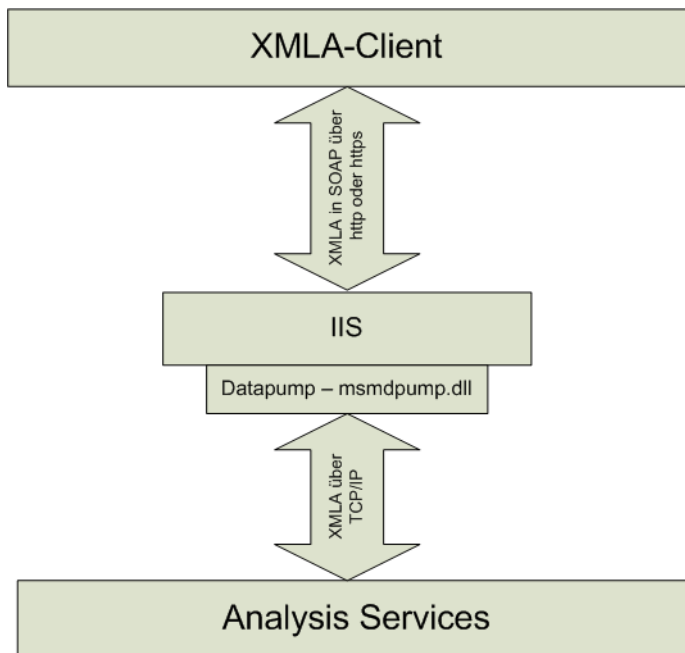 XMLA-Client
XMLA in SOAP über
http oder https
IIS
Datapump – msmdpump.dll
XMLA über
TCP/IP
Analysis Services